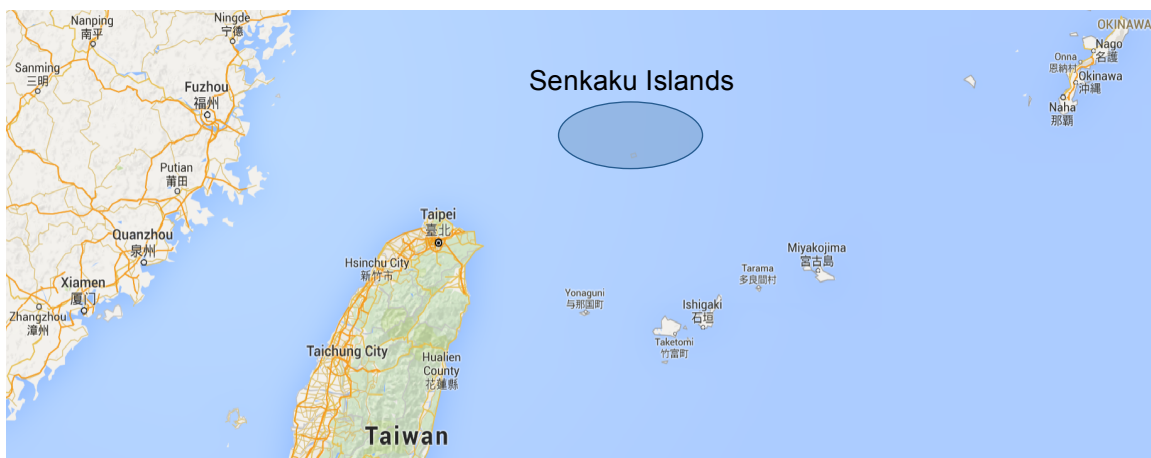 Nanping
南平
Ningde
宁德
OKINAWA
Nago
名護
Onna
恩納村
Okinawa
沖縄
Naha
那覇
Sanming
三明
Fuzhou
福州
Senkaku Islands
Putian
莆田
Quanzhou
泉州
Taipei
臺北
Hsinchu City
新竹市
Miyakojima
宮古島
Tarama
多良間村
Xiamen
厦门
Zhangzhou
漳州
Yonaguni
与那国町
Ishigaki
石垣
Taketomi
竹富町
Taichung City
Hualien
County
花蓮縣
Taiwan